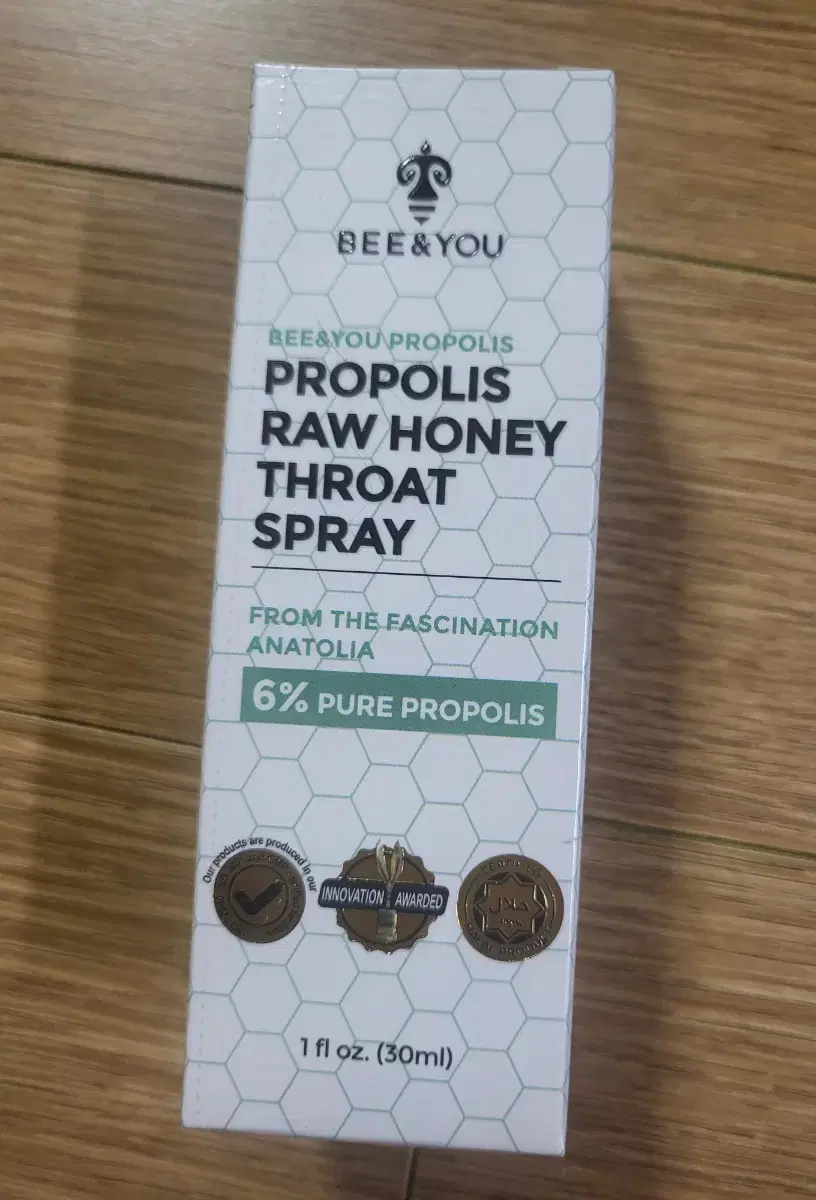 BEE&YOU
BEE&YOU PROPOLIS
PROPOLIS
RAW HONEY
THROAT
SPRAY
FROM THE FASCINATION
ANATOLIA
6% PURE PROPOLIS
Our products are produced in our
INNOVATION AWARDED
حلال
1 fl oz. (30ml)